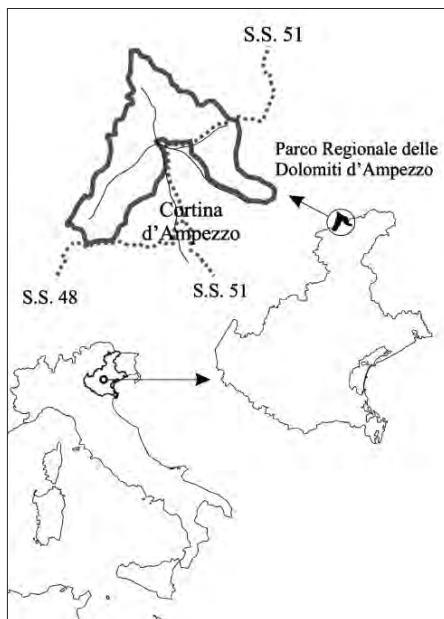 S.S. 51
Parco Regionale delle
Dolomiti d'Ampezzo
Cortina
d'Ampezzo
S.S. 48
S.S. 51